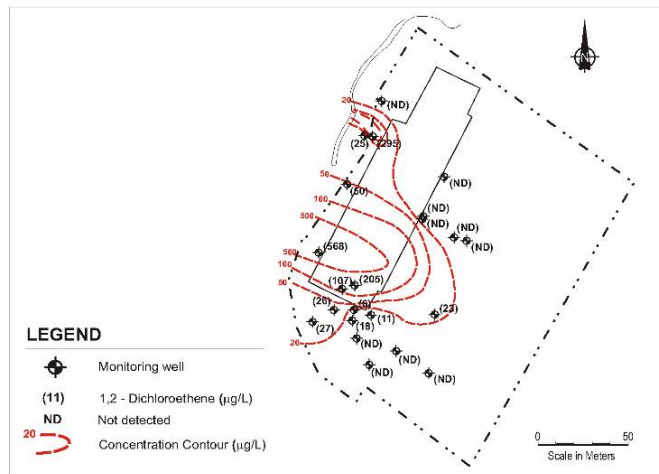 N
20
(ND)
(25)
(295)
50
(50)
(ND)
100
(ND)
(ND)
500
(ND)
(ND)
(568)
500
100
(107)
(205)
50
(26)
(6)
(11)
(23)
(27)
(18)
20
(ND)
(ND)
(ND)
(ND)
LEGEND
Monitoring well
(11) 1,2 - Dichloroethene (µg/L)
ND Not detected
20 Concentration Contour (µg/L)
0 50
Scale in Meters